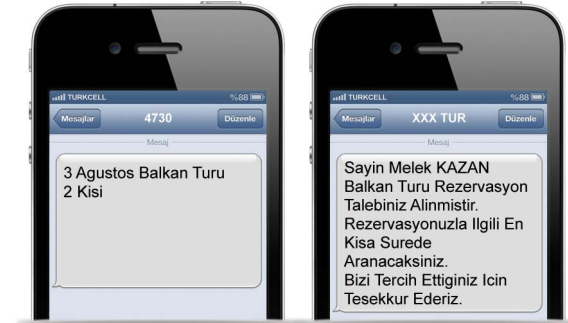 TURKCELL
%88
Mesajlar
4730
Düzenle
Mesaj
3 Agustos Balkan Turu
2 Kisi
TURKCELL
%88
Mesajlar
XXX TUR
Düzenle
Mesaj
Sayin Melek KAZAN
Balkan Turu Rezervasyon
Talebiniz Alinmistir.
Rezervasyonuzla Ilgili En
Kisa Surede
Aranacaksiniz.
Bizi Tercih Ettiginiz Icin
Tesekkur Ederiz.